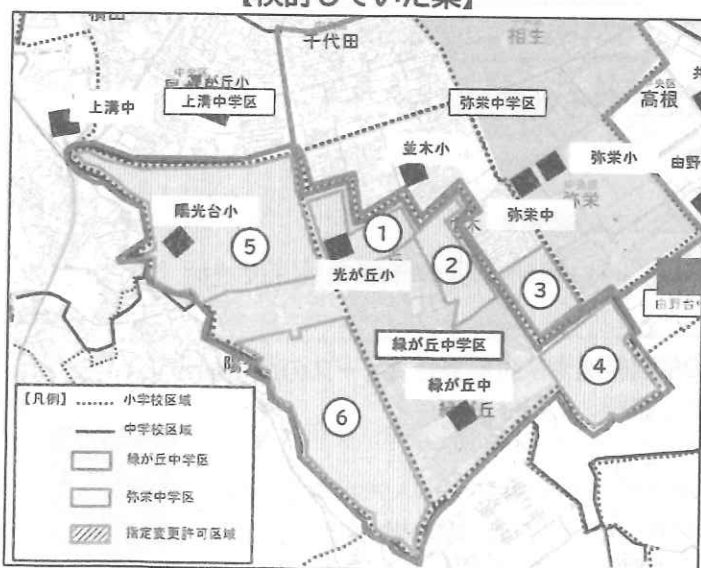 【検討していた案】
千代田
相生
上溝中
上溝中学区
弥栄中学区
高根
並木小
弥栄小
弥栄中
弥栄
陽光台小
⑤
①
光が丘小
②
③
緑が丘中学区
④
緑が丘中
⑥
【凡例】
小学校区域
中学校区域
緑が丘中学区
弥栄中学区
指定変更許可区域